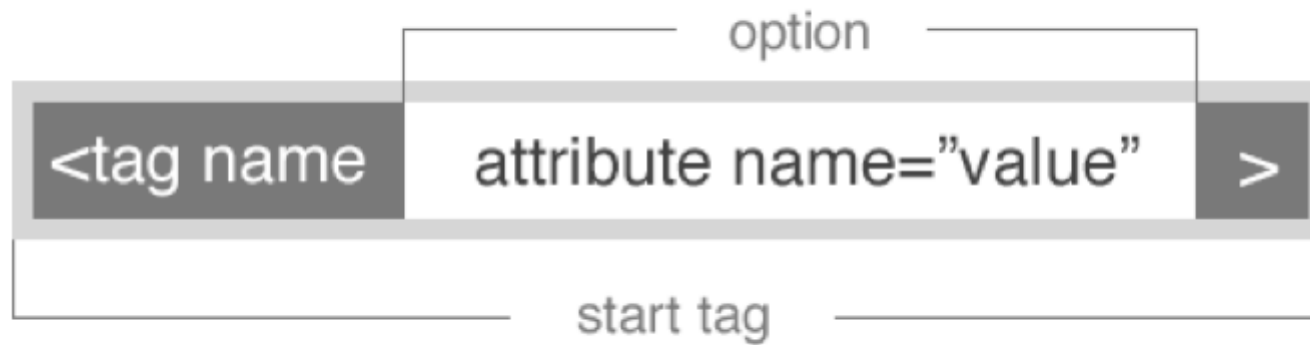 option
<tag name attribute name=”value” >
start tag